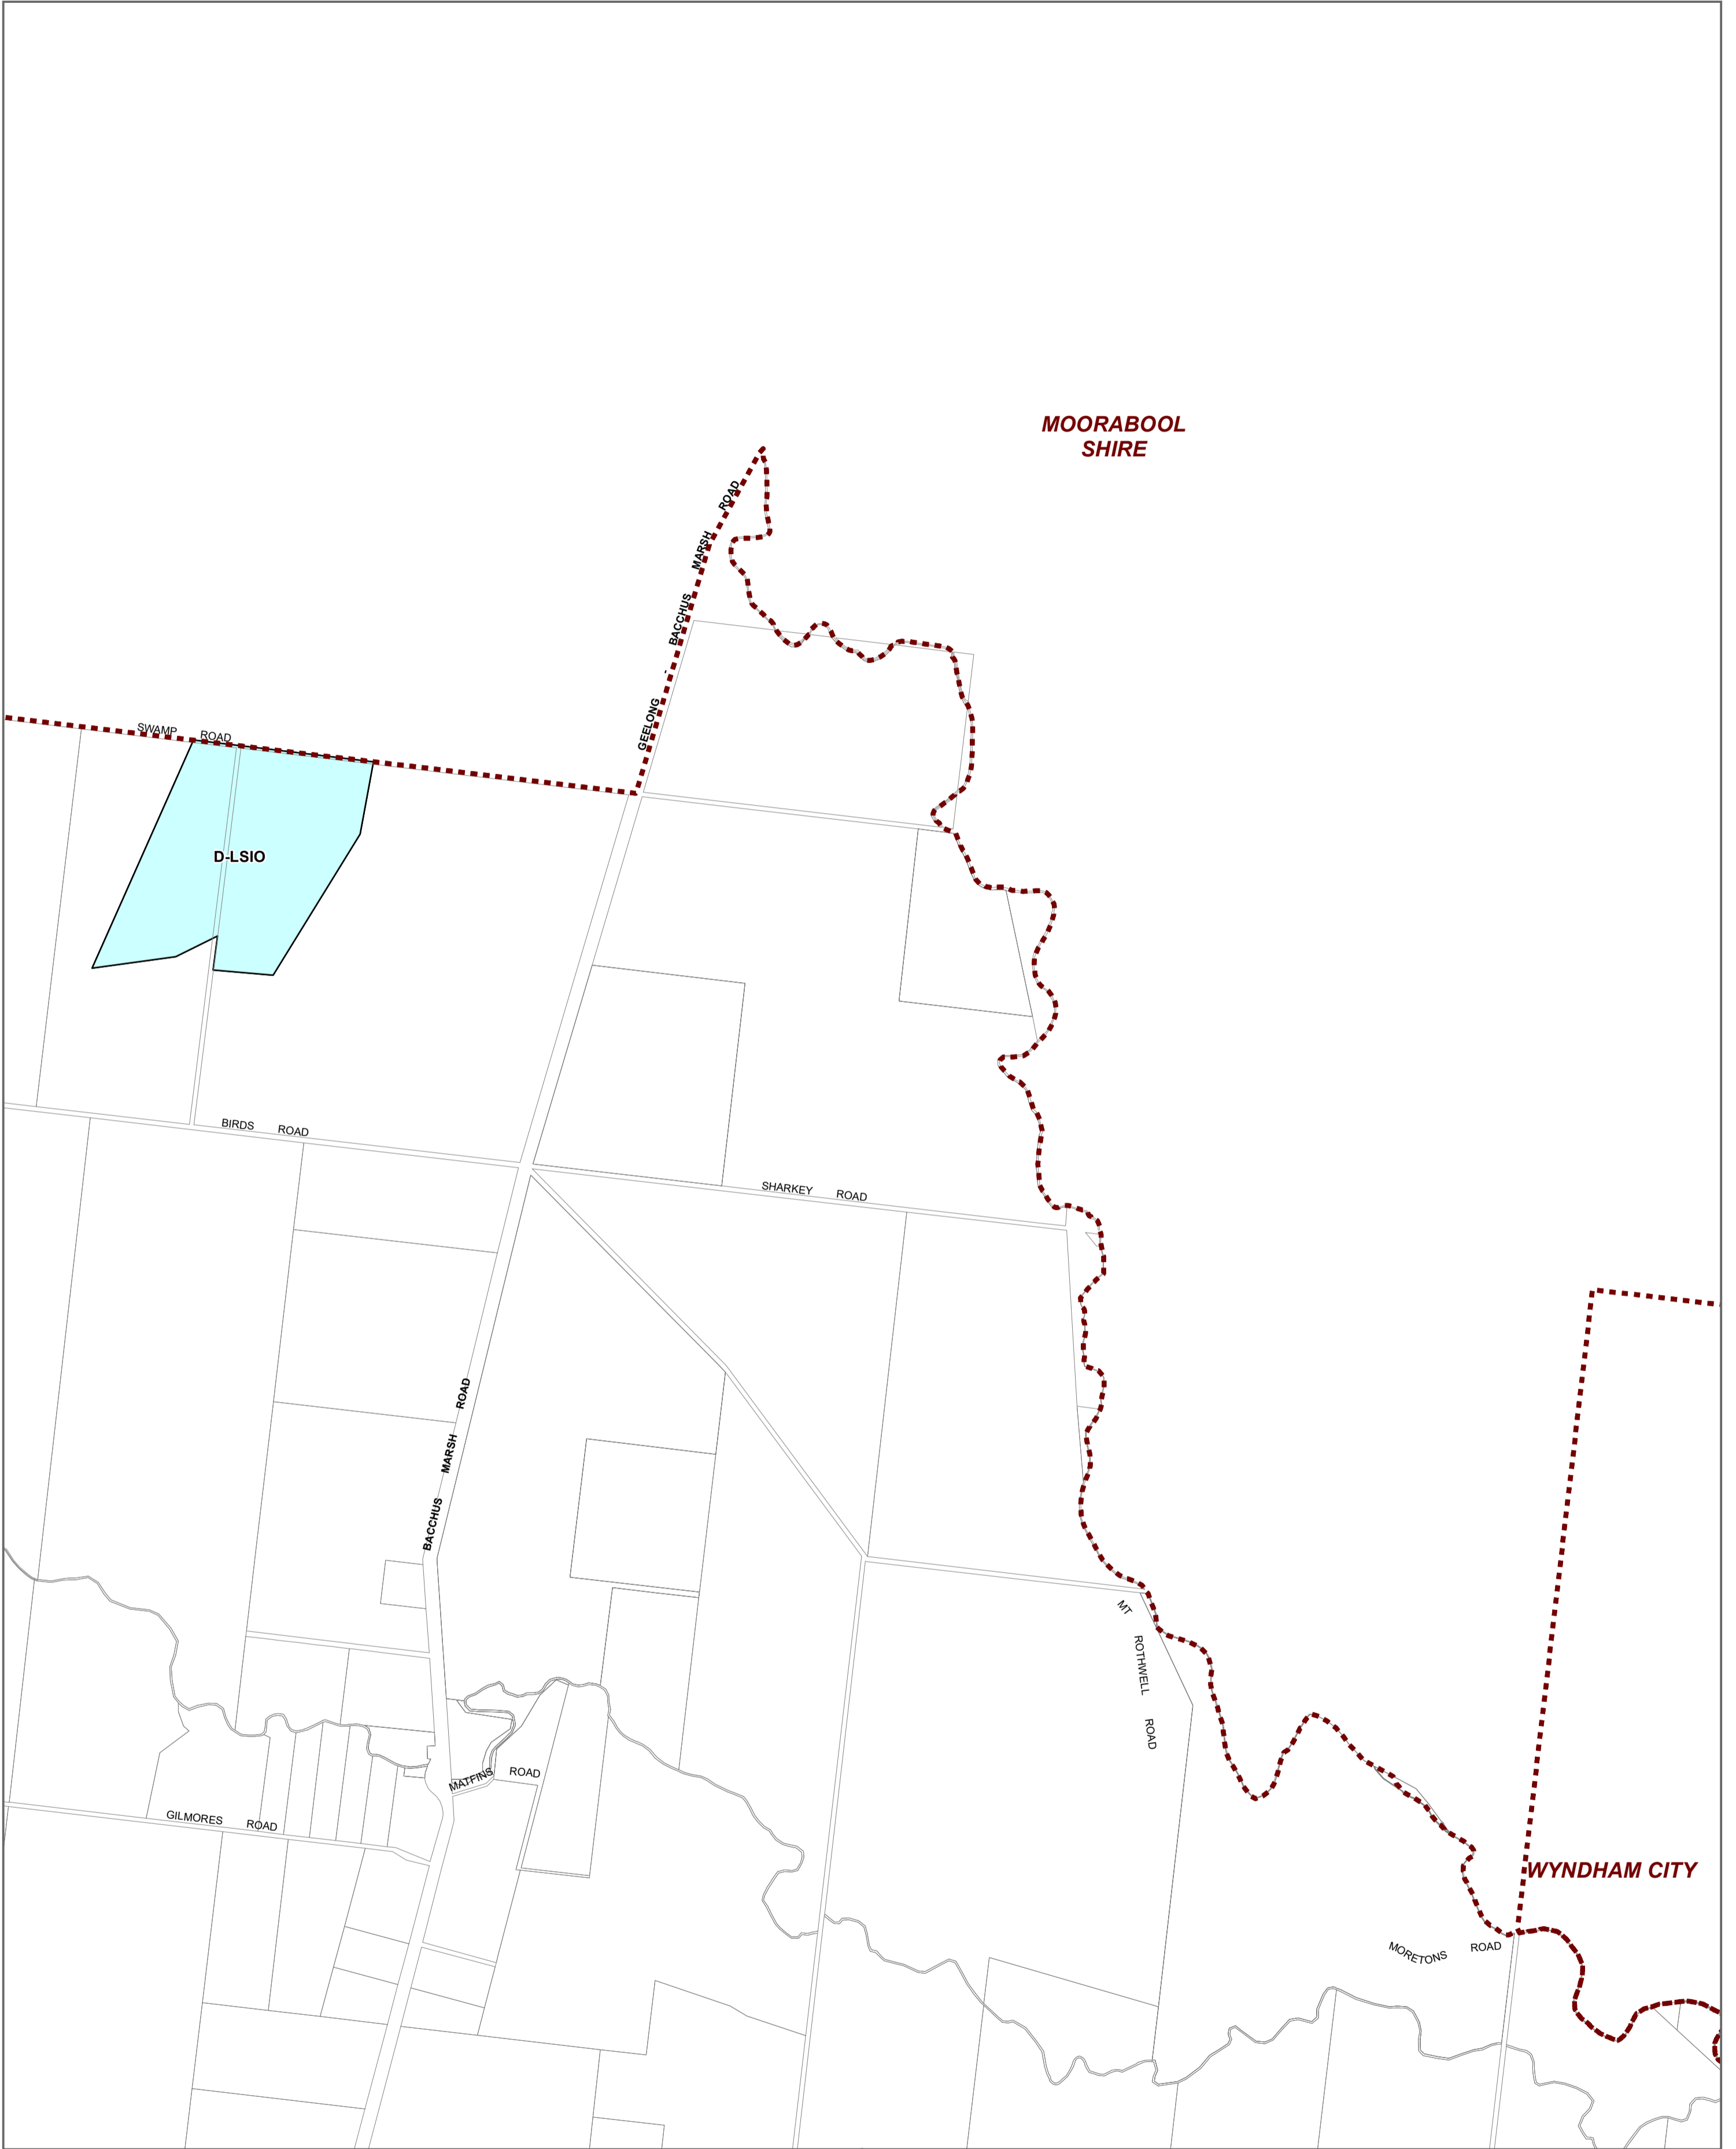 MOORABOOL
SHIRE
GEELONG - BACCHUS MARSH ROAD
SWAMP ROAD
D-LSIO
BIRDS ROAD
SHARKEY ROAD
BACCHUS MARSH ROAD
MT ROTHWELL ROAD
MATFINS ROAD
GILMORES ROAD
WYNDHAM CITY
MORETONS ROAD